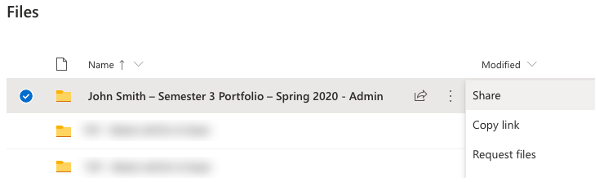 Files
Name ↑ Modified
John Smith – Semester 3 Portfolio – Spring 2020 - Admin
Share
Copy link
Request files